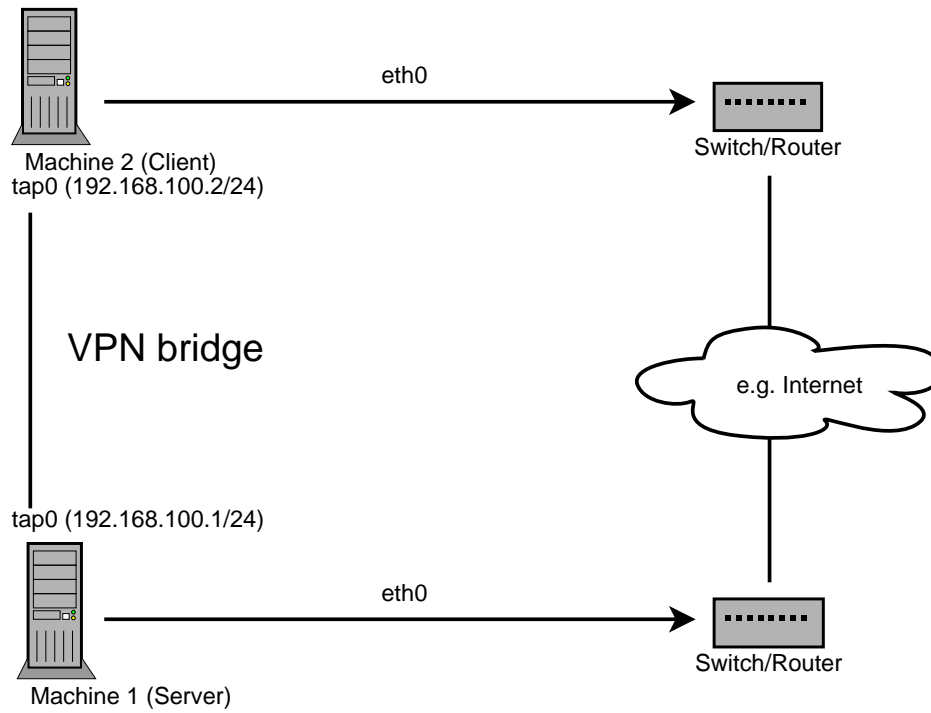 eth0
Switch/Router
Machine 2 (Client)
tap0 (192.168.100.2/24)
VPN bridge
e.g. Internet
tap0 (192.168.100.1/24)
eth0
Switch/Router
Machine 1 (Server)